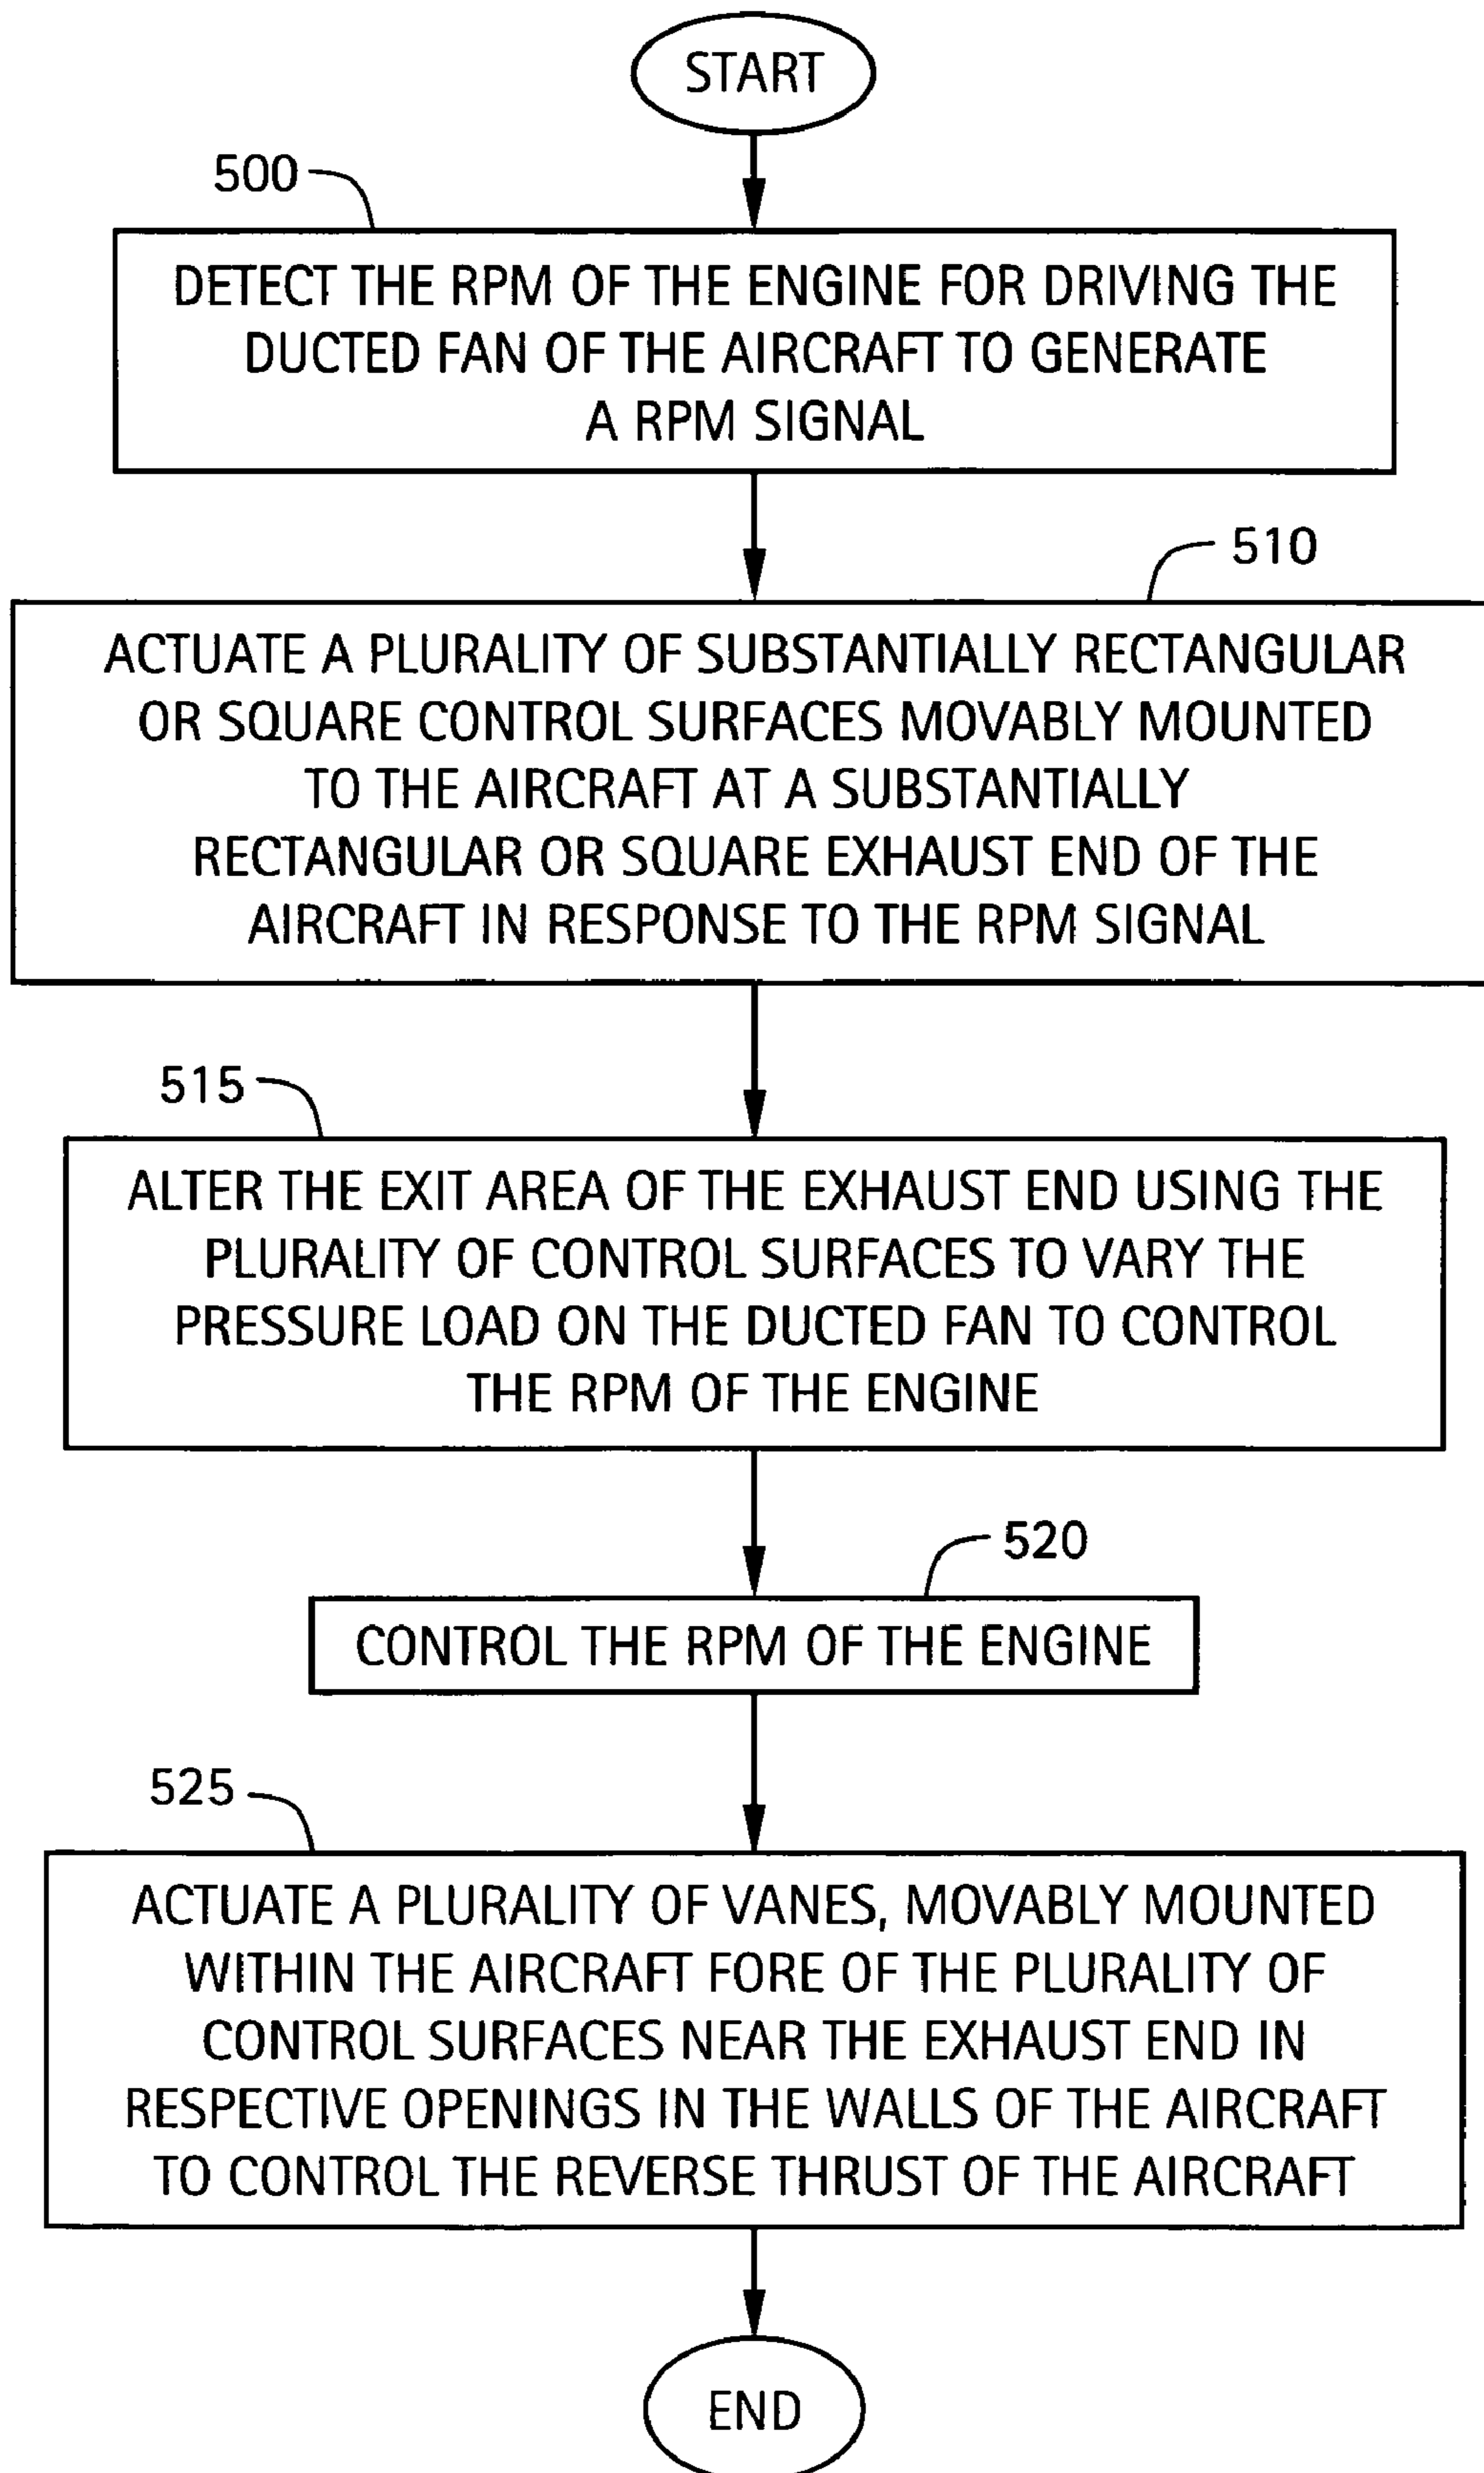 START
500
DETECT THE RPM OF THE ENGINE FOR DRIVING THE
DUCTED FAN OF THE AIRCRAFT TO GENERATE
A RPM SIGNAL
510
ACTUATE A PLURALITY OF SUBSTANTIALLY RECTANGULAR
OR SQUARE CONTROL SURFACES MOVABLY MOUNTED
TO THE AIRCRAFT AT A SUBSTANTIALLY
RECTANGULAR OR SQUARE EXHAUST END OF THE
AIRCRAFT IN RESPONSE TO THE RPM SIGNAL
515
ALTER THE EXIT AREA OF THE EXHAUST END USING THE
PLURALITY OF CONTROL SURFACES TO VARY THE
PRESSURE LOAD ON THE DUCTED FAN TO CONTROL
THE RPM OF THE ENGINE
520
CONTROL THE RPM OF THE ENGINE
525
ACTUATE A PLURALITY OF VANES, MOVABLY MOUNTED
WITHIN THE AIRCRAFT FORE OF THE PLURALITY OF
CONTROL SURFACES NEAR THE EXHAUST END IN
RESPECTIVE OPENINGS IN THE WALLS OF THE AIRCRAFT
TO CONTROL THE REVERSE THRUST OF THE AIRCRAFT
END